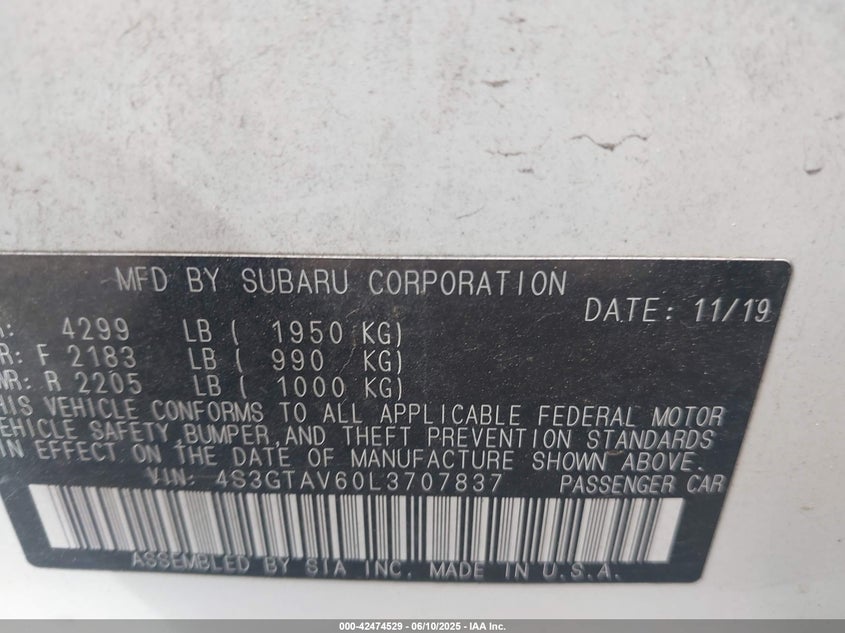 MFD BY SUBARU CORPORATION
DATE: 11/19
4299 LB ( 1950 KG)
R: F 2183 LB ( 990 KG)
WR: R 2205 LB ( 1000 KG)
HIS VEHICLE CONFORMS TO ALL APPLICABLE FEDERAL MOTOR
EHICLE SAFETY,BUMPER,AND THEFT PREVENTION STANDARDS
IN EFFECT ON THE DATE OF MANUFACTURE SHOWN ABOVE.
VIN: 4S3GTAV60L3707837 PASSENGER CAR
ASSEMBLED BY SIA INC. MADE IN U.S.A.
000-42474529 - 06/10/2025 - IAA Inc.